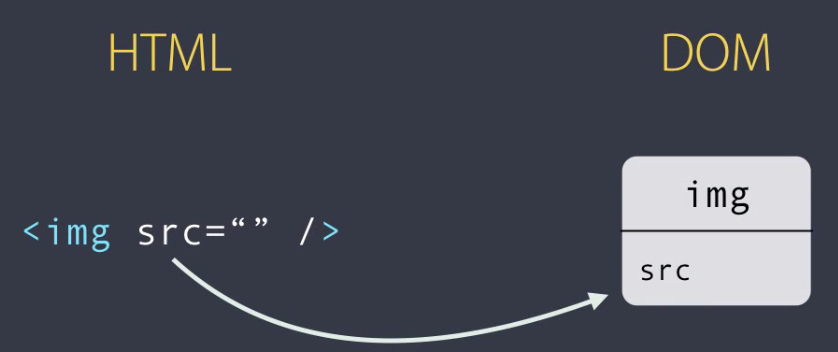 HTML
DOM
<img src=“” />
img
src